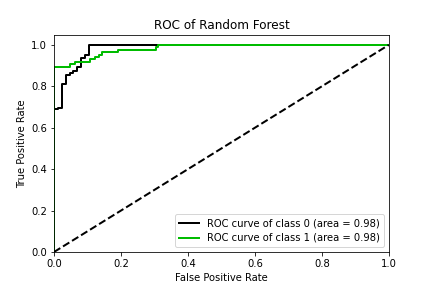 ROC of Random Forest
True Positive Rate
1.0
0.8
0.6
0.4
0.2
0.0
ROC curve of class 0 (area = 0.98)
ROC curve of class 1 (area = 0.98)
0.0 0.2 0.4 0.6 0.8 1.0
False Positive Rate